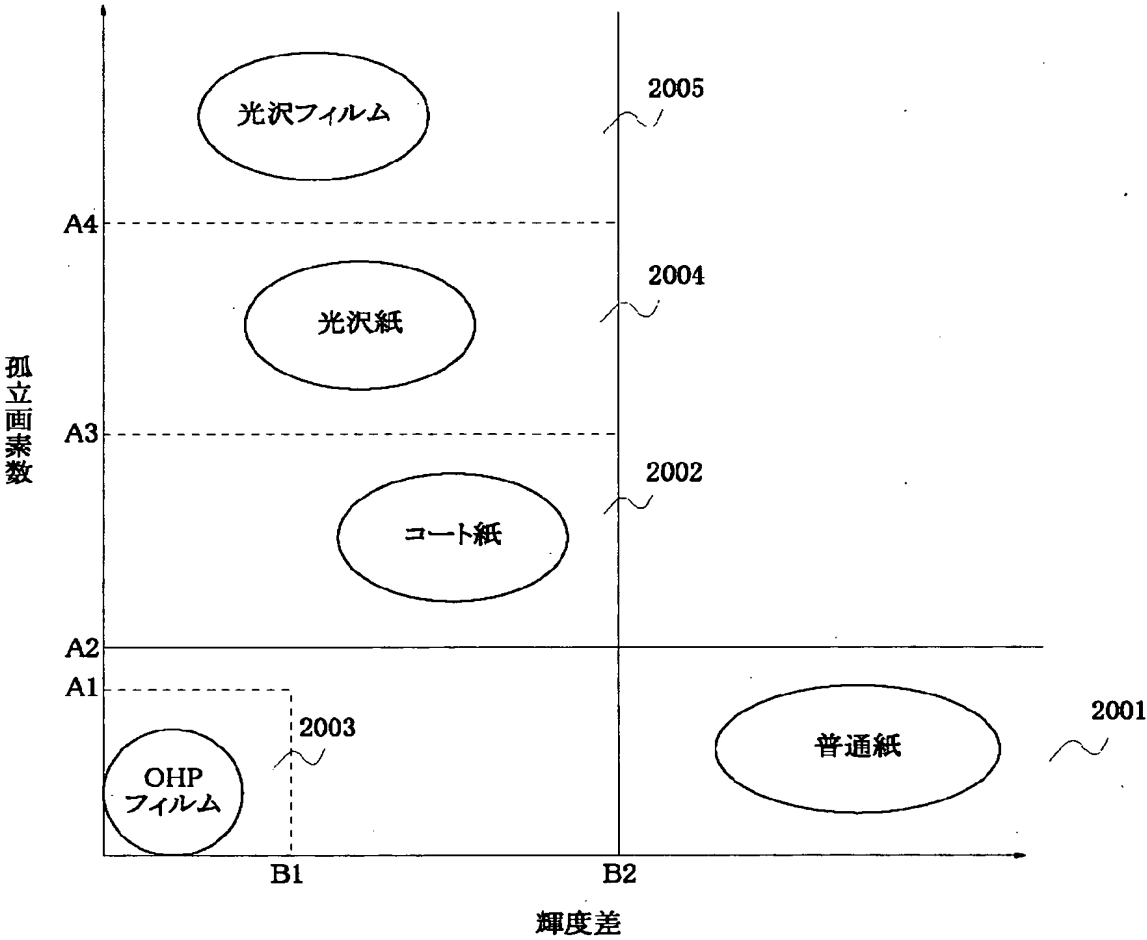 光沢フィルム
2005
A4
2004
光沢紙
孤立画素数
A3
2002
コート紙
A2
A1
2003
2001
普通紙
OHP
フィルム
B1
B2
輝度差